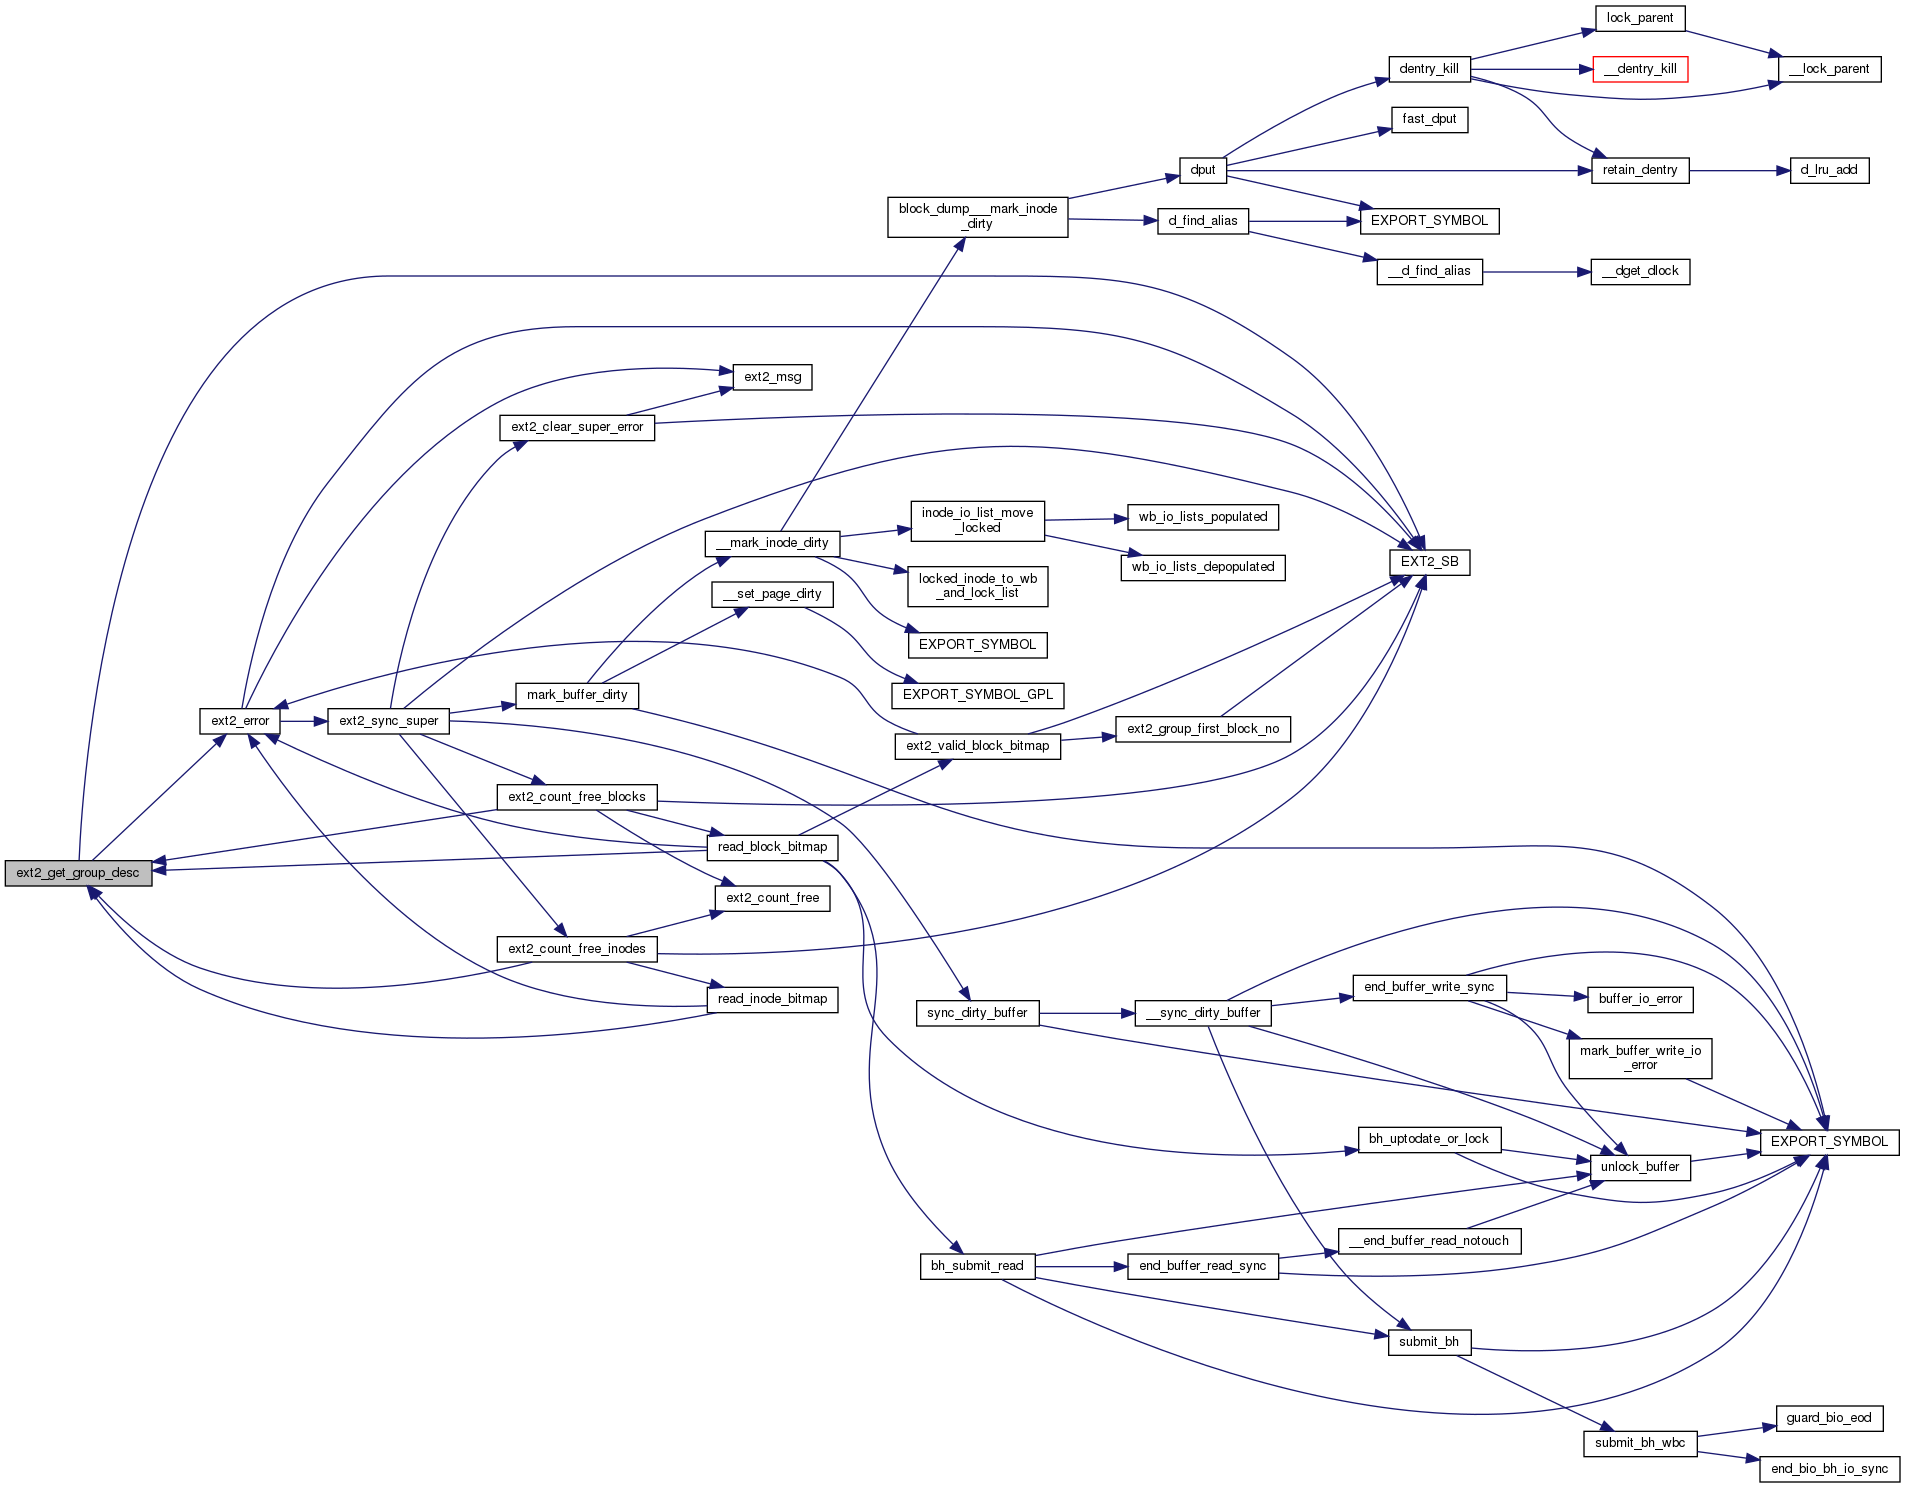 lock_parent
dentry_kill
__dentry_kill
__lock_parent
fast_dput
dput
retain_dentry
d_lru_add
block_dump___mark_inode
_dirty
d_find_alias
EXPORT_SYMBOL
__d_find_alias
__dget_dlock
ext2_msg
ext2_clear_super_error
inode_io_list_move
_locked
wb_io_lists_populated
__mark_inode_dirty
EXT2_SB
wb_io_lists_depopulated
locked_inode_to_wb
_and_lock_list
__set_page_dirty
EXPORT_SYMBOL
mark_buffer_dirty
EXPORT_SYMBOL_GPL
ext2_error
ext2_sync_super
ext2_group_first_block_no
ext2_valid_block_bitmap
ext2_count_free_blocks
read_block_bitmap
ext2_get_group_desc
ext2_count_free
ext2_count_free_inodes
read_inode_bitmap
end_buffer_write_sync
buffer_io_error
sync_dirty_buffer
__sync_dirty_buffer
mark_buffer_write_io
_error
bh_uptodate_or_lock
EXPORT_SYMBOL
unlock_buffer
__end_buffer_read_notouch
bh_submit_read
end_buffer_read_sync
submit_bh
guard_bio_eod
submit_bh_wbc
end_bio_bh_io_sync